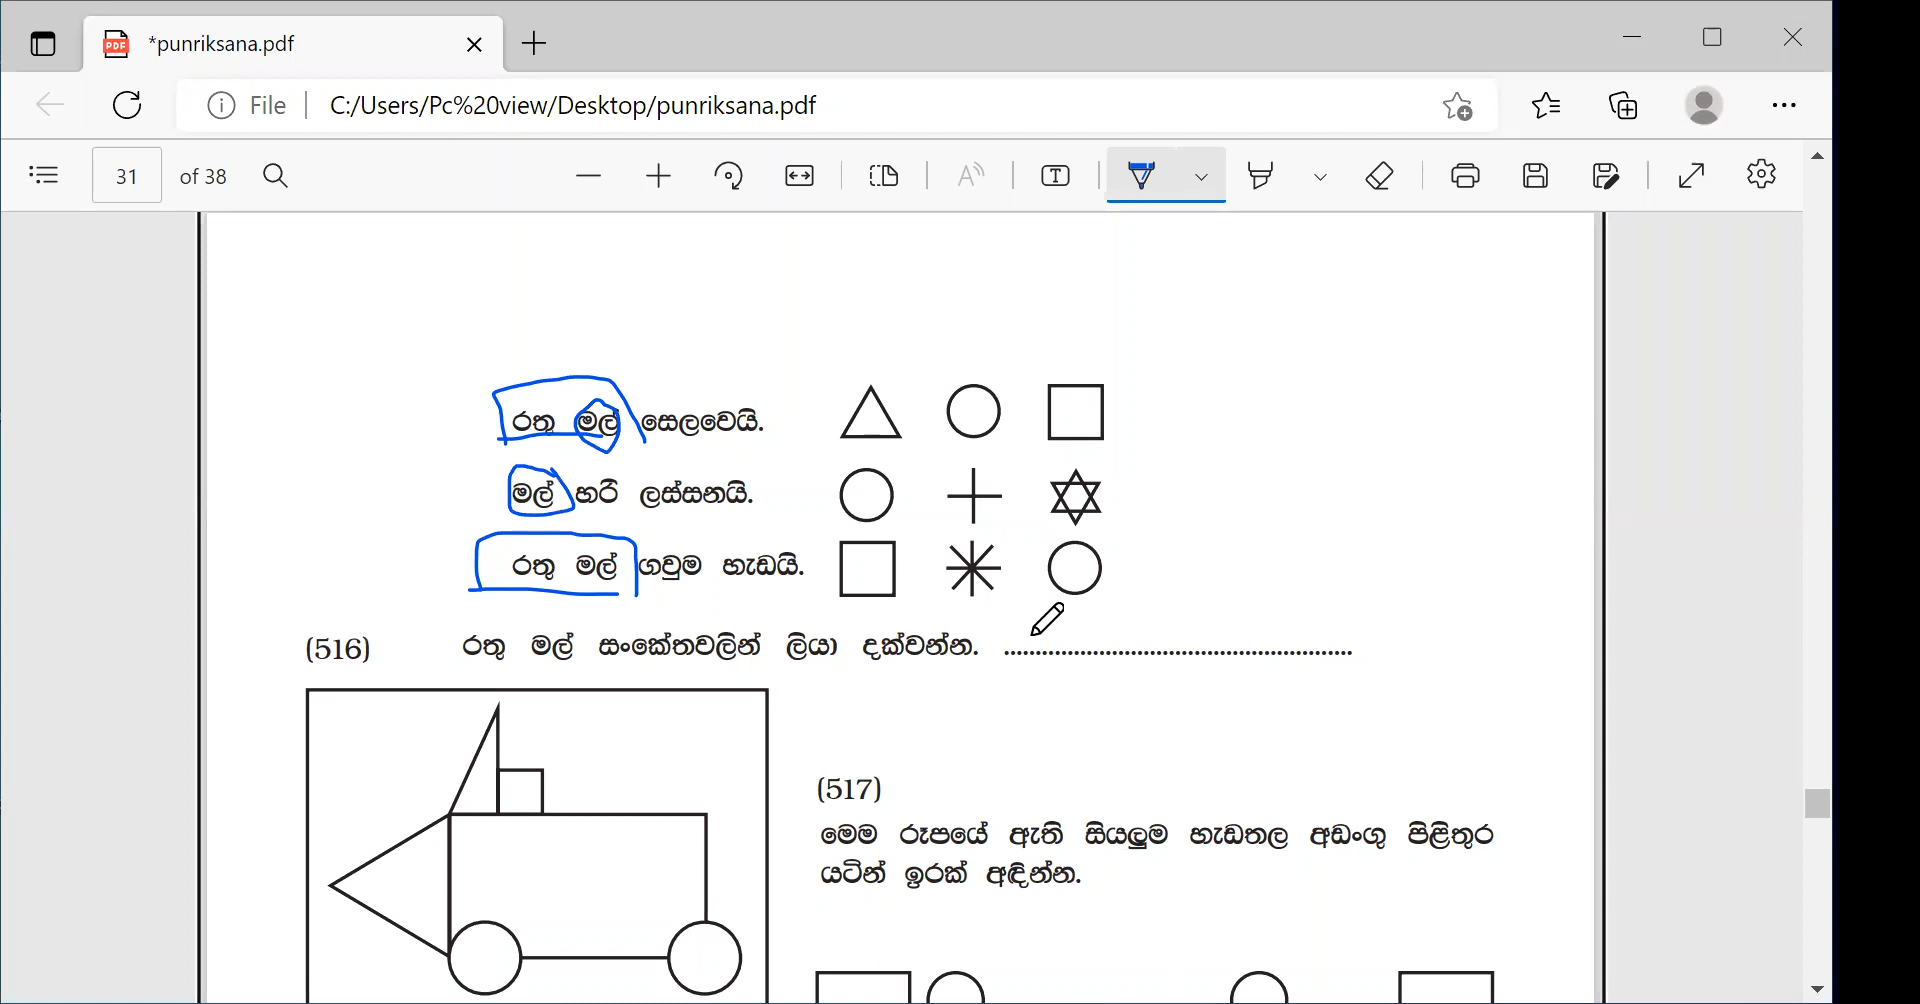 *punriksana.pdf
File C:/Users/Pc%20view/Desktop/punriksana.pdf
31 of 38
රතු මල් සෙලවෙයි.
මල් හරි ලස්සනයි.
රතු මල් ගවුම හැඩයි.
(516) රතු මල් සංකේතවලින් ලියා දක්වන්න. ........................................................
(517)
මෙම රූපයේ ඇති සියලුම හැඩතල අඩංගු පිළිතුර
යටින් ඉරක් අඳින්න.